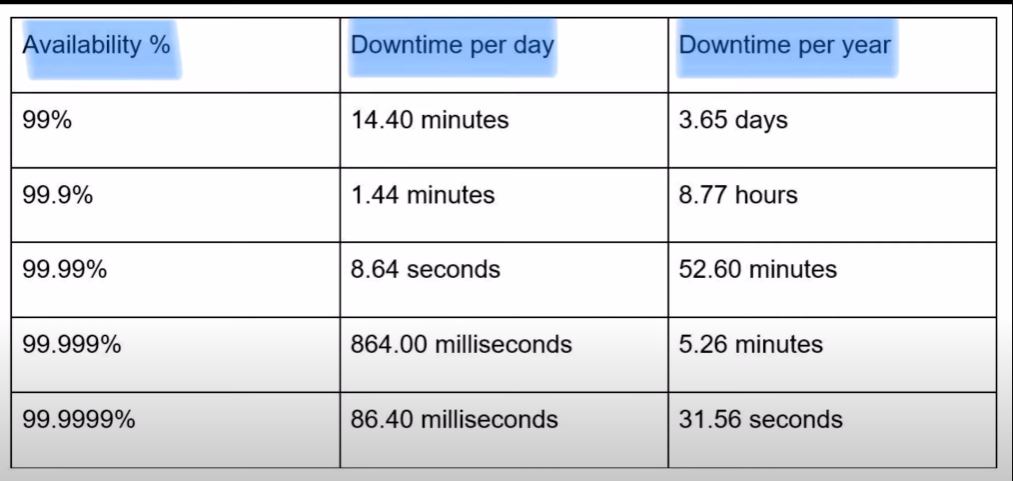 Availability % Downtime per day Downtime per year
99% 14.40 minutes 3.65 days
99.9% 1.44 minutes 8.77 hours
99.99% 8.64 seconds 52.60 minutes
99.999% 864.00 milliseconds 5.26 minutes
99.9999% 86.40 milliseconds 31.56 seconds